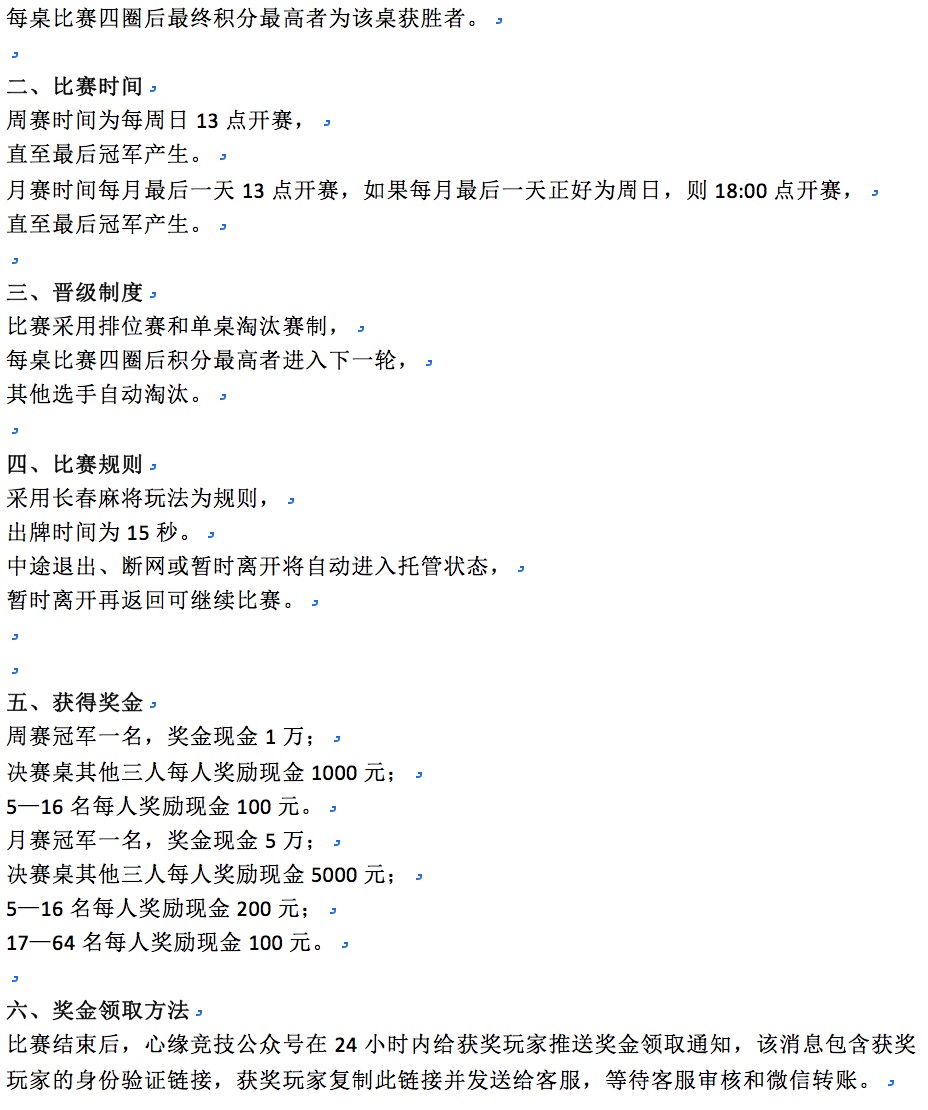 每桌比赛四圈后最终积分最高者为该桌获胜者。
二、比赛时间
周赛时间为每周日 13 点开赛，
直至最后冠军产生。
月赛时间每月最后一天 13 点开赛，如果每月最后一天正好为周日，则 18:00 点开赛，
直至最后冠军产生。
三、晋级制度
比赛采用排位赛和单桌淘汰赛制，
每桌比赛四圈后积分最高者进入下一轮，
其他选手自动淘汰。
四、比赛规则
采用长春麻将玩法为规则，
出牌时间为 15 秒。
中途退出、断网或暂时离开将自动进入托管状态，
暂时离开再返回可继续比赛。
五、获得奖金
周赛冠军一名，奖金现金 1 万；
决赛桌其他三人每人奖励现金 1000 元；
5—16 名每人奖励现金 100 元。
月赛冠军一名，奖金现金 5 万；
决赛桌其他三人每人奖励现金 5000 元；
5—16 名每人奖励现金 200 元；
17—64 名每人奖励现金 100 元。
六、奖金领取方法
比赛结束后，心缘竞技公众号在 24 小时内给获奖玩家推送奖金领取通知，该消息包含获奖
玩家的身份验证链接，获奖玩家复制此链接并发送给客服，等待客服审核和微信转账。